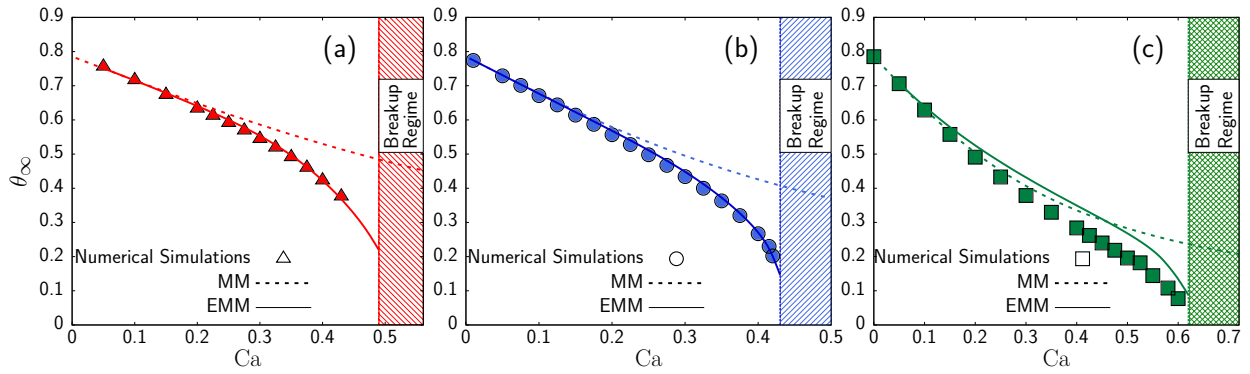 θ∞
0.9
0.8
0.7
0.6
0.5
0.4
0.3
0.2
0.1
0
(a)
Breakup
Regime
Numerical Simulations
MM
EMM
0 0.1 0.2 0.3 0.4 0.5
Ca
0.9
0.8
0.7
0.6
0.5
0.4
0.3
0.2
0.1
0
(b)
Breakup
Regime
Numerical Simulations
MM
EMM
0 0.1 0.2 0.3 0.4 0.5
Ca
0.9
0.8
0.7
0.6
0.5
0.4
0.3
0.2
0.1
0
(c)
Breakup
Regime
Numerical Simulations
MM
EMM
0 0.1 0.2 0.3 0.4 0.5 0.6 0.7
Ca